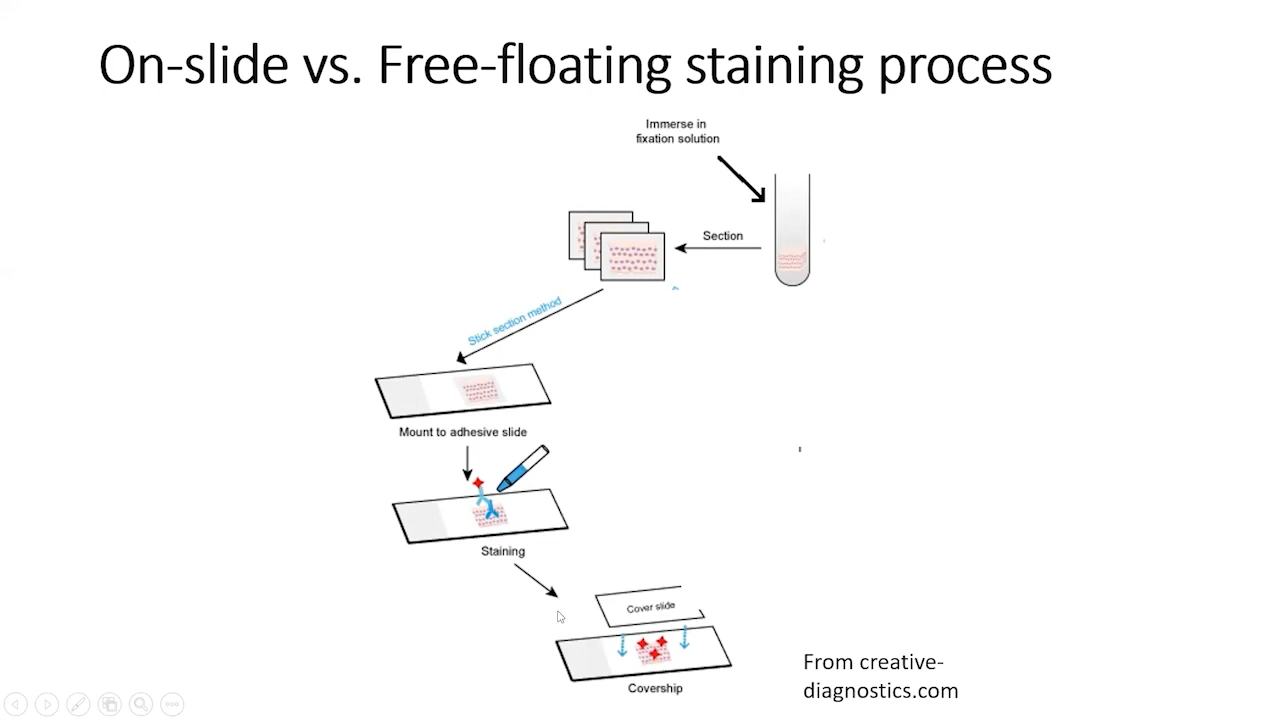 On-slide vs. Free-floating staining process
Immerse in
fixation solution
Section
Stick section method
Mount to adhesive slide
Staining
Cover slide
Covership
From creative-
diagnostics.com